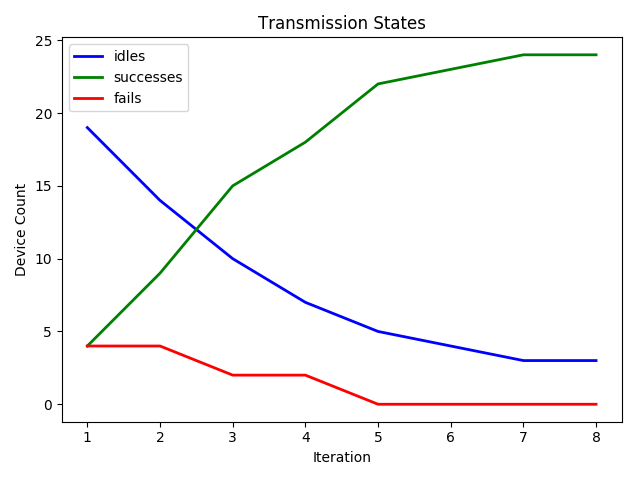 Transmission States
idles
successes
fails
Device Count
25
20
15
10
5
0
1 2 3 4 5 6 7 8
Iteration